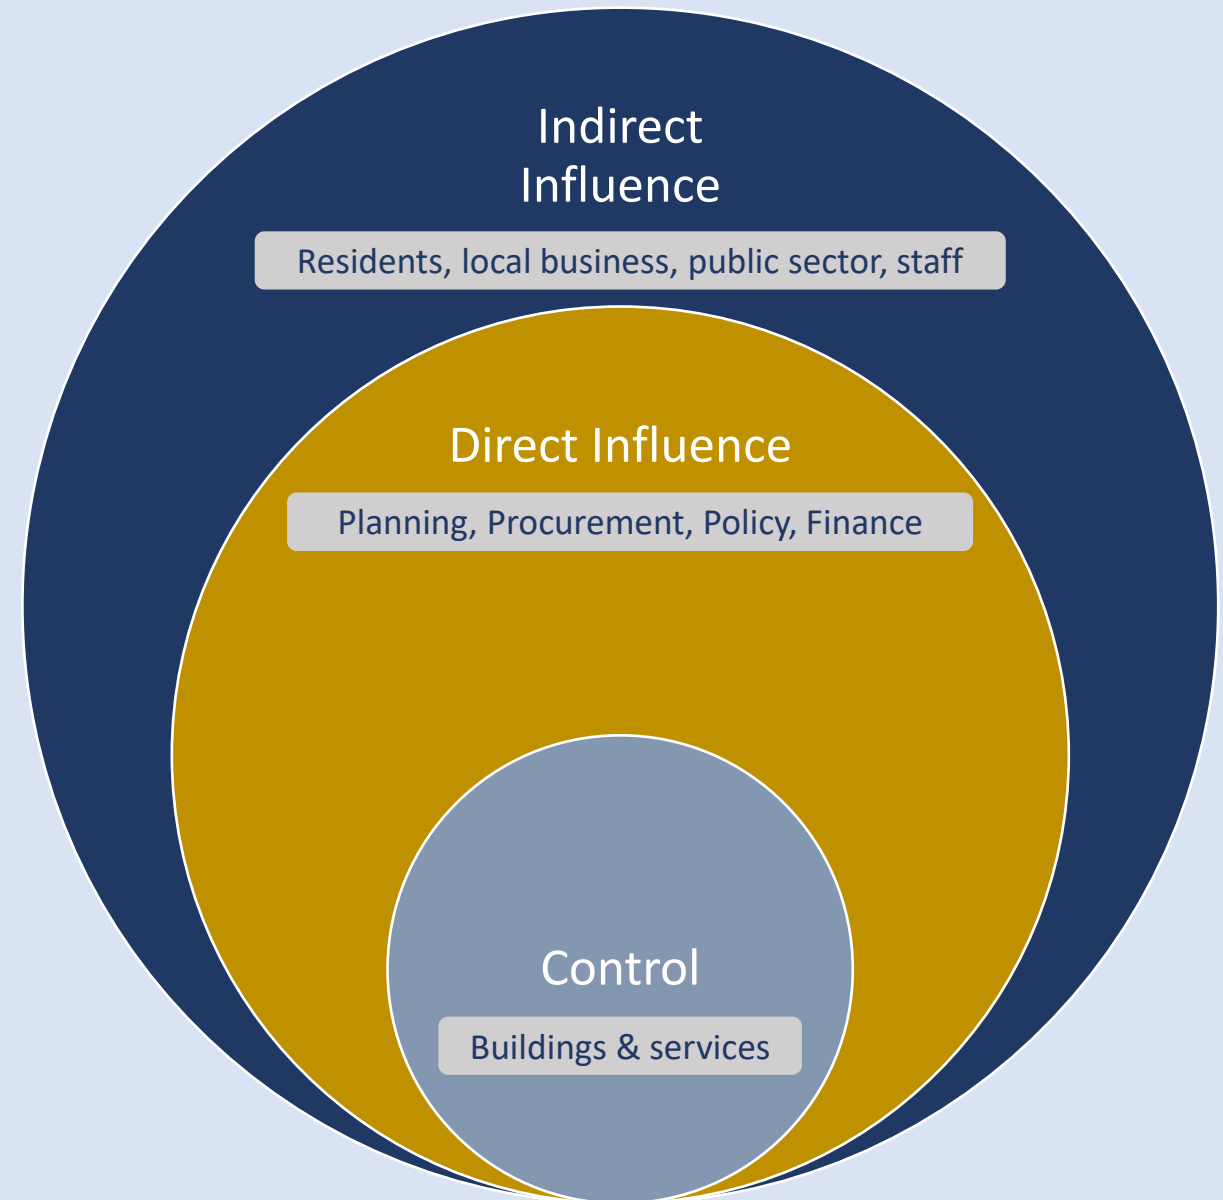 Indirect
Influence
Residents, local business, public sector, staff
Direct Influence
Planning, Procurement, Policy, Finance
Control
Buildings & services